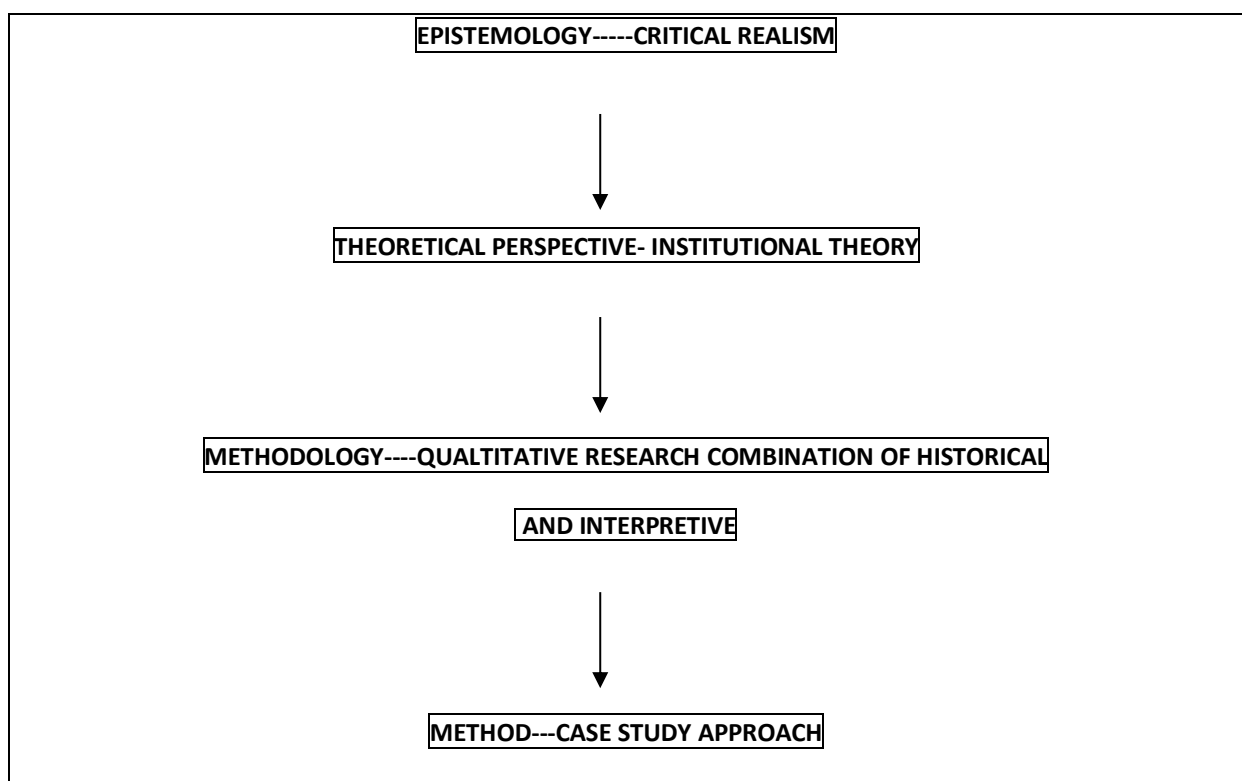 EPISTEMOLOGY-----CRITICAL REALISM
THEORETICAL PERSPECTIVE- INSTITUTIONAL THEORY
METHODOLOGY----QUALTITATIVE RESEARCH COMBINATION OF HISTORICAL
AND INTERPRETIVE
METHOD---CASE STUDY APPROACH